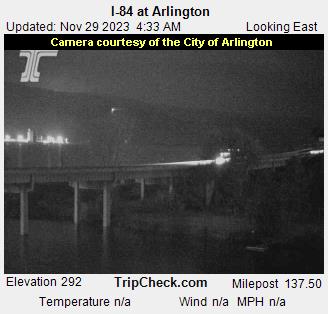 I-84 at Arlington
Updated: Nov 29 2023 4:33 AM Looking East
Camera courtesy of the City of Arlington
Elevation 292 TripCheck.com Milepost 137.50
Temperature n/a Wind n/a MPH n/a